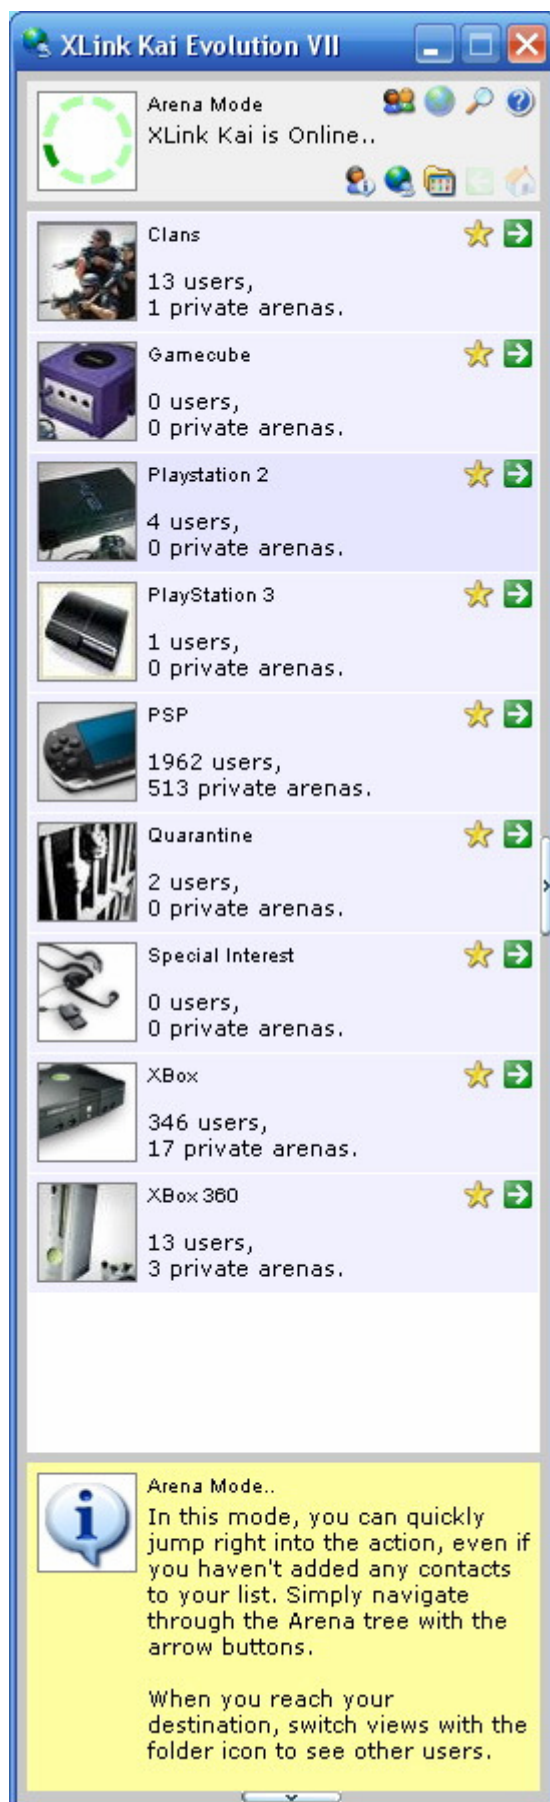 XLink Kai Evolution VII
Arena Mode
XLink Kai is Online..
Clans
13 users,
1 private arenas.
Gamecube
0 users,
0 private arenas.
Playstation 2
4 users,
0 private arenas.
PlayStation 3
1 users,
0 private arenas.
PSP
1962 users,
513 private arenas.
Quarantine
2 users,
0 private arenas.
Special Interest
0 users,
0 private arenas.
XBox
346 users,
17 private arenas.
XBox 360
13 users,
3 private arenas.
Arena Mode..
In this mode, you can quickly
jump right into the action, even if
you haven't added any contacts
to your list. Simply navigate
through the Arena tree with the
arrow buttons.
When you reach your
destination, switch views with the
folder icon to see other users.